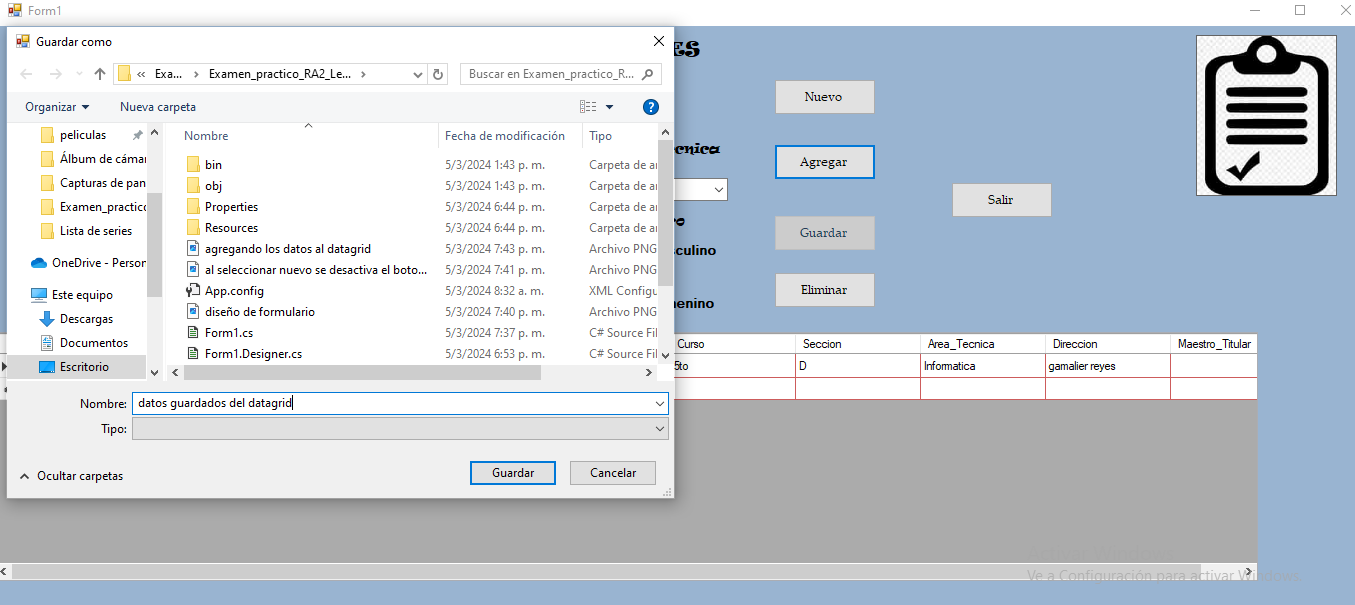 Form1
Guardar como
« Exa... › Examen_practico_RA2_Le... ›
Buscar en Examen_practico_R...
Organizar
Nueva carpeta
peliculas
Álbum de cámar
Capturas de pan
Examen_practico
Lista de series
OneDrive - Person
Este equipo
Descargas
Documentos
Escritorio
Nombre Fecha de modificación Tipo
bin 5/3/2024 1:43 p. m. Carpeta de ar
obj 5/3/2024 1:43 p. m. Carpeta de ar
Properties 5/3/2024 6:44 p. m. Carpeta de ar
Resources 5/3/2024 6:44 p. m. Carpeta de ar
agregando los datos al datagrid 5/3/2024 7:43 p. m. Archivo PNG
al seleccionar nuevo se desactiva el boto... 5/3/2024 7:41 p. m. Archivo PNG
App.config 5/3/2024 8:32 a. m. XML Configu
diseño de formulario 5/3/2024 7:40 p. m. Archivo PNG
Form1.cs 5/3/2024 7:37 p. m. C# Source Fil
Form1.Designer.cs 5/3/2024 6:53 p. m. C# Source Fil
Nombre: datos guardados del datagrid
Tipo:
Ocultar carpetas
Guardar
Cancelar
ES
ecnica
o
sculino
nenino
Nuevo
Agregar
Guardar
Eliminar
Salir
Curso Seccion Area_Tecnica Direccion Maestro_Titular
5to D Informatica gamalier reyes
Activar Windows
Ve a Configuración para activar Windows.